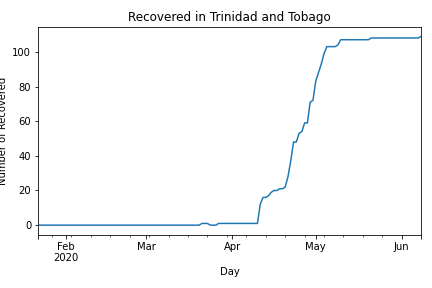 Recovered in Trinidad and Tobago
Number of Recovered
100
80
60
40
20
0
Feb
2020
Mar
Apr
May
Jun
Day